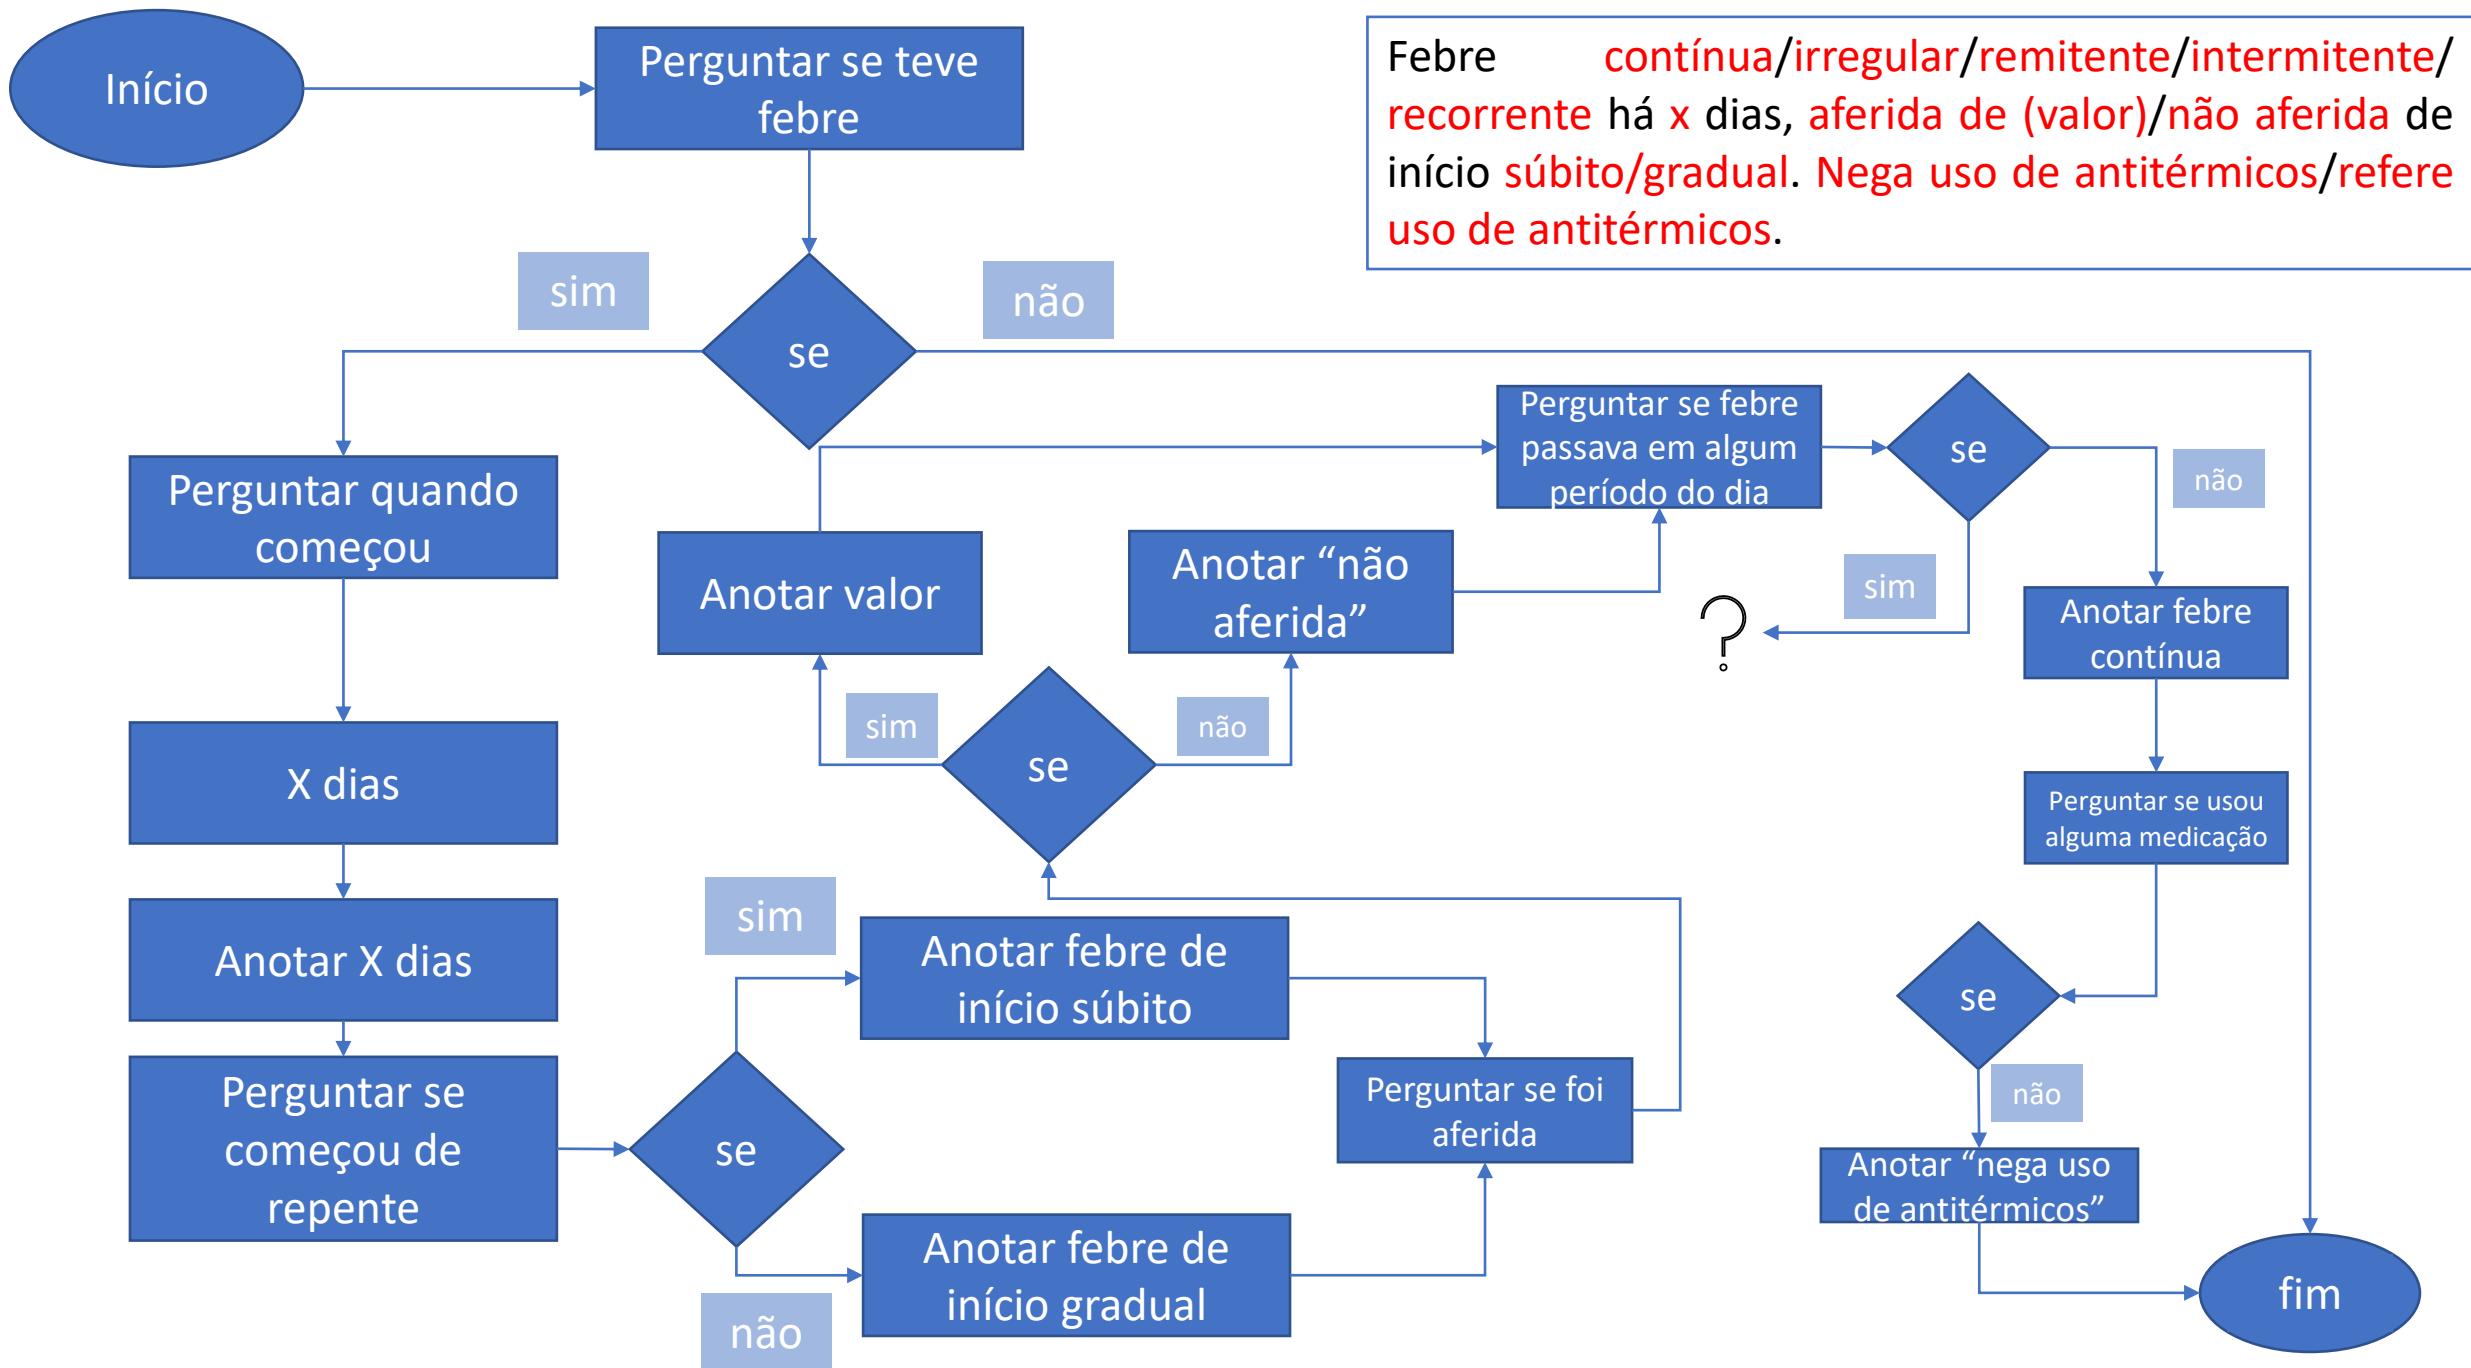 Início
Perguntar se teve
febre
Febre contínua/irregular/remitente/intermitente/
recorrente há x dias, aferida de (valor)/não aferida de
início súbito/gradual. Nega uso de antitérmicos/refere
uso de antitérmicos.
sim
não
se
Perguntar quando
começou
Perguntar se febre
passava em algum
período do dia
se
não
sim
?
Anotar valor
Anotar “não
aferida”
Anotar febre
contínua
sim
não
se
X dias
Perguntar se usou
alguma medicação
Anotar X dias
sim
Anotar febre de
início súbito
se
não
Perguntar se
começou de
repente
se
Perguntar se foi
aferida
Anotar “nega uso
de antitérmicos”
não
Anotar febre de
início gradual
fim